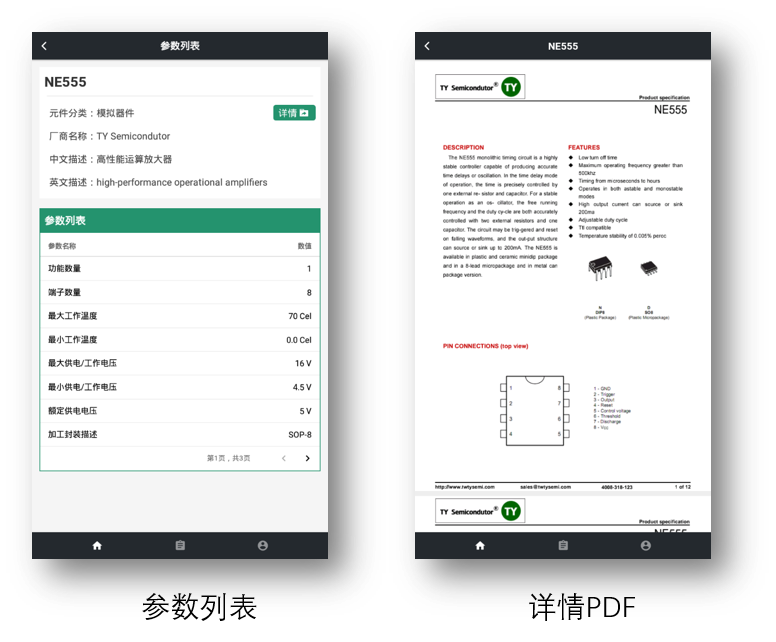 参数列表
NE555
元件分类：模拟器件
详情
厂商名称：TY Semicondutor
中文描述：高性能运算放大器
英文描述：high-performance operational amplifiers
参数列表
参数名称 数值
功能数量 1
端子数量 8
最大工作温度 70 Cel
最小工作温度 0.0 Cel
最大供电/工作电压 16 V
最小供电/工作电压 4.5 V
额定供电电压 5 V
加工封装描述 SOP-8
第1页，共3页
参数列表
NE555
TY Semicondutor® TY
Product specification
NE555
DESCRIPTION
The NE555 monolithic timing circuit is a highly
stable controller capable of producing accurate
time delays or oscillation. In the time delay mode
of operation, the time is precisely controlled by
one external re- sistor and capacitor. For a stable
operation as an os- cillator, the free running
frequency and the duty cy-cle are both accurately
controlled with two external resistors and one
capacitor. The circuit may be trig-gered and reset
on falling waveforms, and the out-put structure
can source or sink up to 200mA. The NE555 is
available in plastic and ceramic minidip package
and in a 8-lead micropackage and in metal can
package version.
FEATURES
◆ Low turn off time
◆ Maximum operating frequency greater than
500khz
◆ Timing from microseconds to hours
◆ Operates in both astable and monostable
modes
◆ High output current can source or sink
200ma
◆ Adjustable duty cycle
◆ Ttl compatible
◆ Temperature stability of 0.005% peroc
N
DIP8
(Plastic Package)
D
SO8
(Plastic Micropackage)
PIN CONNECTIONS (top view)
1 8
2 7
3 6
4 5
1 - GND
2 - Trigger
3 - Output
4 - Reset
5 - Control voltage
6 - Threshold
7 - Discharge
8 - Vcc
http://www.twtysemi.com sales@twtysemi.com 4008-318-123 1 of 12
TY Semicondutor® TY
Product specification
NE555
详情PDF